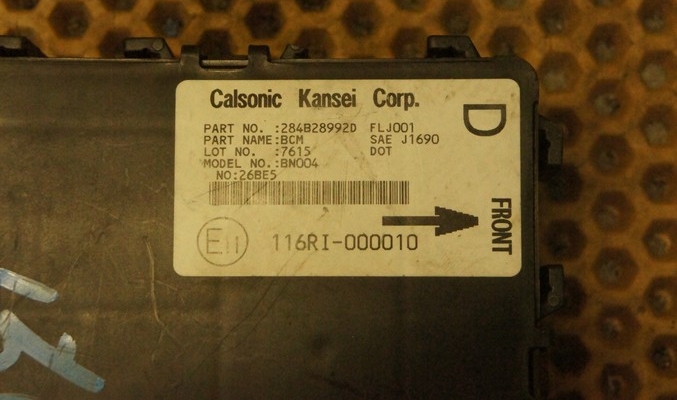 Calsonic Kansei Corp.
D
PART NO. :284B28992D FLJ001
PART NAME:BCM SAE J1690
LOT NO. :7615 DOT
MODEL NO.:BN004
NO:26BE5
FRONT
E11 116RI-000010